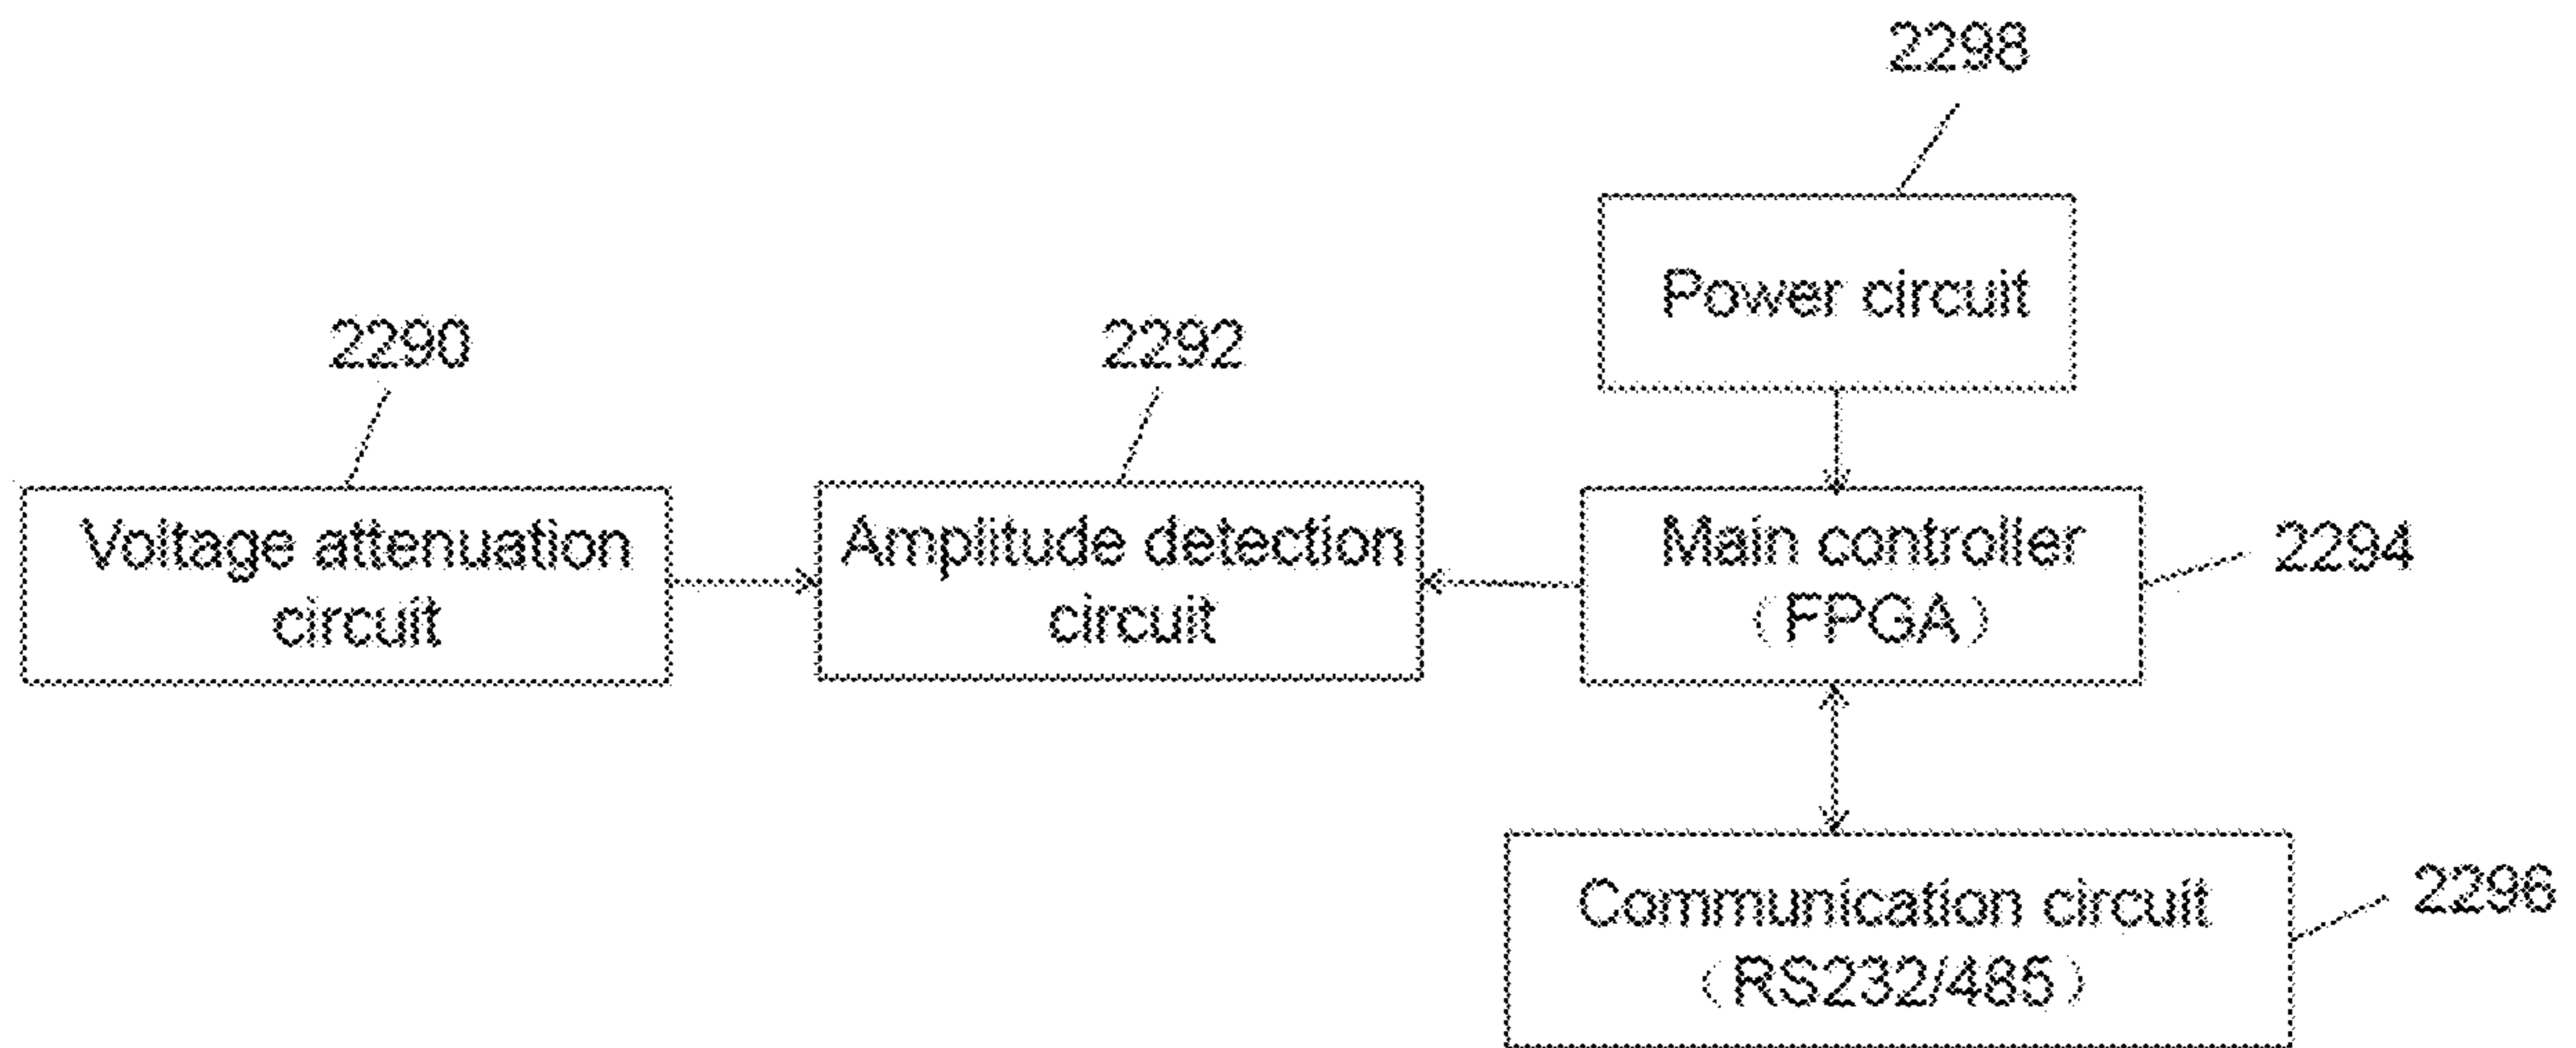 2298
Power circuit
2290
2292
Voltage attenuation
circuit
Amplitude detection
circuit
Main controller
（FPGA）
2294
Communication circuit
（RS232/485）
2296